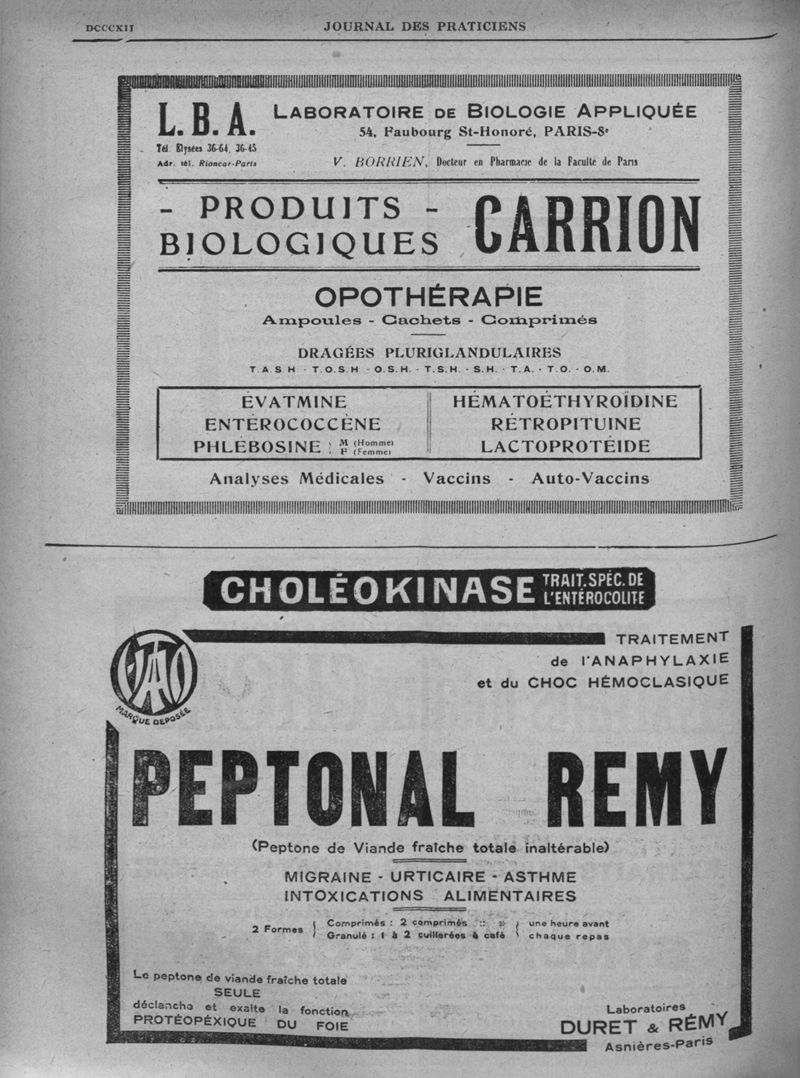 DCCCXII
JOURNAL DES PRATICIENS
L. B. A.
Tél Elysées 36-64, 36-45
Adr. tél. Rioncar-Paris
LABORATOIRE DE BIOLOGIE APPLIQUÉE
54, Faubourg St-Honoré, PARIS-8e
V. BORRIEN, Docteur en Pharmacie de la Faculté de Paris
- PRODUITS -
BIOLOGIQUES
CARRION
OPOTHÉRAPIE
Ampoules - Cachets - Comprimés
DRAGÉES PLURIGLANDULAIRES
T.A.S.H - T.O.S.H - O.S.H. - T.S.H. - S.H. - T.A. - T.O. - O.M.
ÉVATMINE
ENTÉROCOCCÈNE
PHLÉBOSINE M (Homme)
F (Femme)
HÉMATOÉTHYROÏDINE
RÉTROPITUINE
LACTOPROTÉIDE
Analyses Médicales - Vaccins - Auto-Vaccins
CHOLÉOKINASE TRAIT. SPÉC. DE
L'ENTÉROCOLITE
MARQUE DÉPOSÉE
TRAITEMENT
de l'ANAPHYLAXIE
et du CHOC HÉMOCLASIQUE
PEPTONAL REMY
(Peptone de Viande fraîche totale inaltérable)
MIGRAINE - URTICAIRE - ASTHME
INTOXICATIONS ALIMENTAIRES
2 Formes
Comprimés : 2 comprimés :: ::
Granulé : 1 à 2 cuillerées à café
une heure avant
chaque repas
Le peptone de viande fraîche totale
SEULE
déclanche et exalte la fonction
PROTÉOPÉXIQUE DU FOIE
Laboratoires
DURET & RÉMY
Asnières-Paris